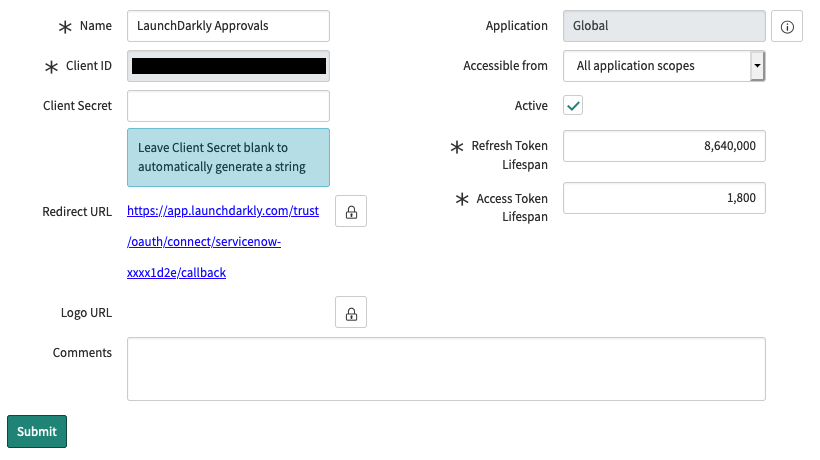 Name
LaunchDarkly Approvals
Client ID
Client Secret
Leave Client Secret blank to
automatically generate a string
Redirect URL
https://app.launchdarkly.com/trust
/oauth/connect/servicenow-
xxxx1d2e/callback
Logo URL
Application
Global
Accessible from
All application scopes
Active
Refresh Token
Lifespan
8,640,000
Access Token
Lifespan
1,800
Comments
Submit